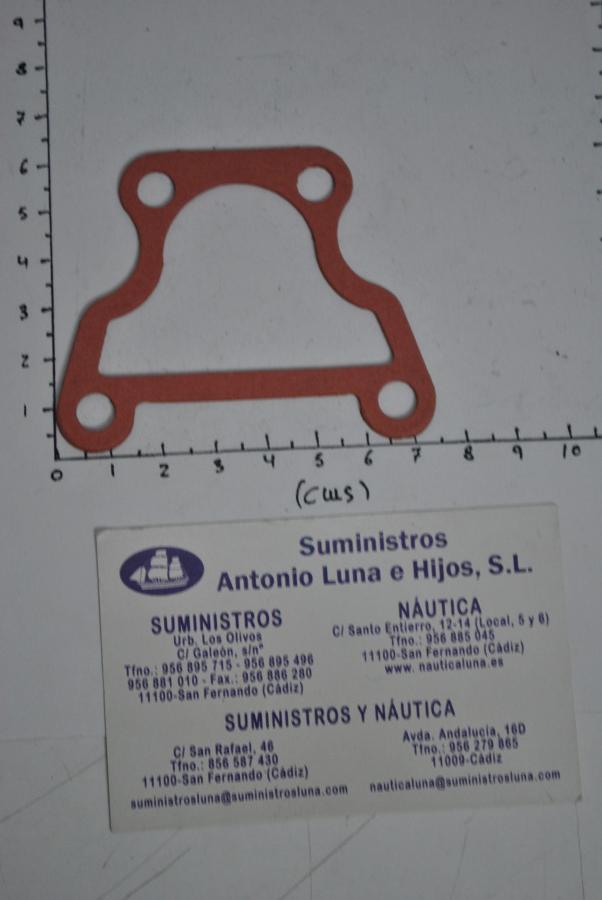 9
8
7
6
5
4
3
2
1
0 1 2 3 4 5 6 7 8 9 10
(cms)
Suministros
Antonio Luna e Hijos, S.L.
SUMINISTROS
Urb. Los Olivos
C/ Galeón, s/nº
Tfno.: 956 895 715 - 956 895 496
956 881 010 - Fax.: 956 886 280
11100-San Fernando (Cádiz)
NÁUTICA
C/ Santo Entierro, 12-14 (Local, 5 y 6)
Tfno.: 956 885 045
11100-San Fernando (Cádiz)
www. nauticaluna.es
SUMINISTROS Y NÁUTICA
C/ San Rafael, 46
Tfno.: 856 587 430
11100-San Fernando (Cádiz)
suministrosluna@suministrosluna.com
Avda. Andalucía, 16D
Tfno.: 956 279 865
11009-Cádiz
nauticaluna@suministrosluna.com